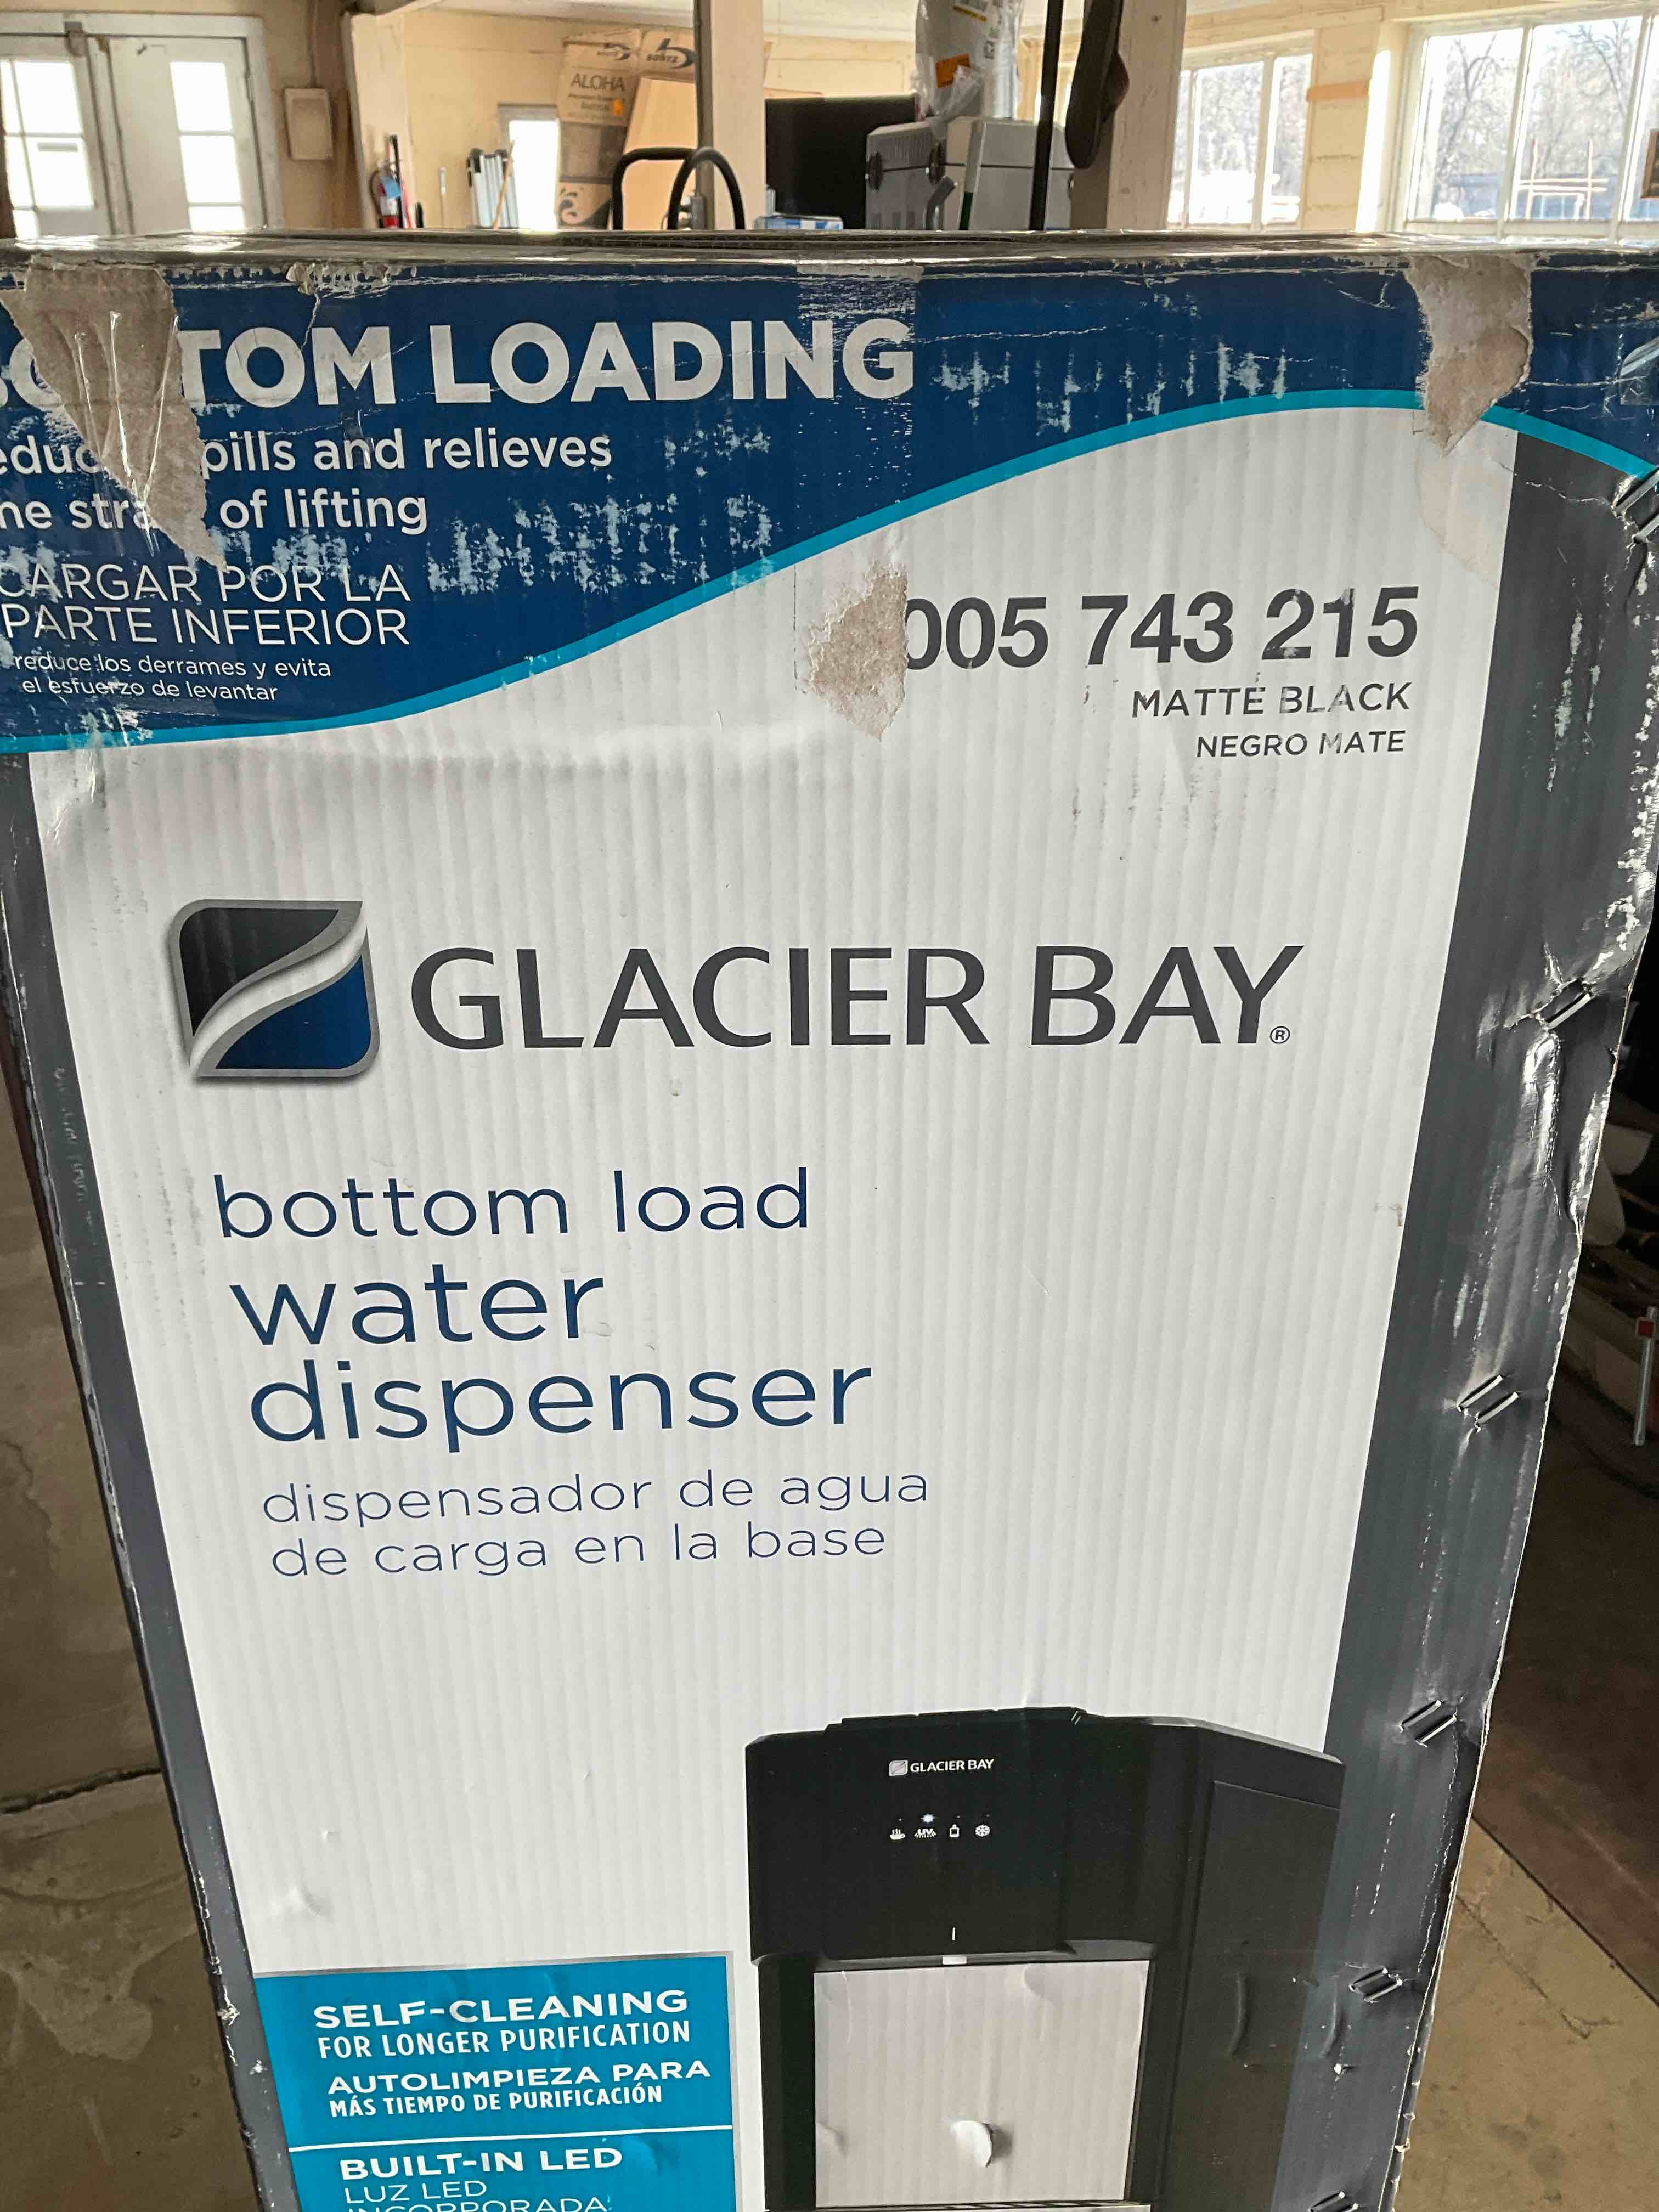 ALOHA
TOM LOADING
pills and relieves
of lifting
CARGAR POR LA
PARTE INFERIOR
reduce los derrames y evita
el esfuerzo de levantar
005 743 215
MATTE BLACK
NEGRO MATE
GLACIER BAY®
bottom load
water
dispenser
dispensador de agua
de carga en la base
GLACIER BAY
UV
SELF-CLEANING
FOR LONGER PURIFICATION
AUTOLIMPIEZA PARA
MÁS TIEMPO DE PURIFICACIÓN
BUILT-IN LED
LUZ LED
INCORPORADA